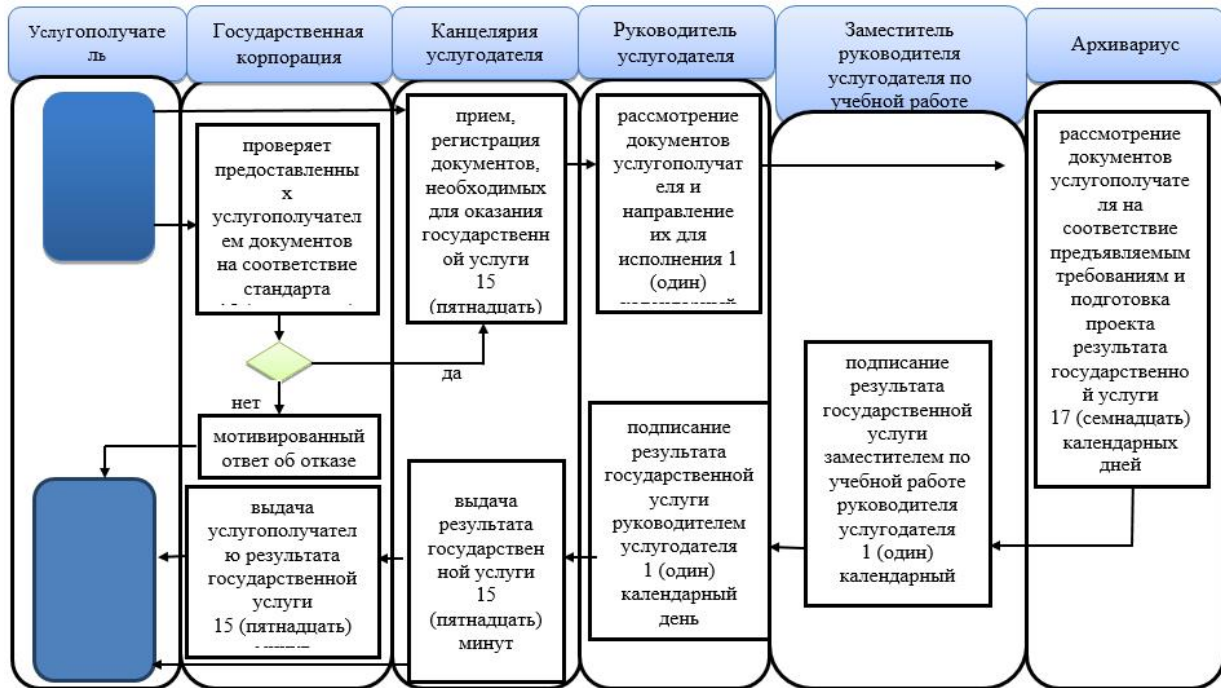 Услугополучате
ль
Государственная
корпорация
Канцелярия
услугодателя
Руководитель
услугодателя
Заместитель
руководителя
услугодателя по
учебной работе
Архивариус
проверяет
предоставленны
х
услугополучател
ем документов
на соответствие
стандарта
прием,
регистрация
документов,
необходимых
для оказания
государственн
ой услуги
15
(пятнадцать)
рассмотрение
документов
услугополучат
еля и
направление
их для
исполнения 1
(один)
календарный
рассмотрение
документов
услугополучате
ля на
соответствие
предъявляемым
требованиям и
подготовка
проекта
результата
государственно
й услуги
17 (семнадцать)
календарных
дней
да
нет
мотивированный
ответ об отказе
выдача
услугополучател
ю результата
государственной
услуги
15 (пятнадцать)
минут
выдача
результата
государствен
ной услуги
15
(пятнадцать)
минут
подписание
результата
государственной
услуги
руководителем
услугодателя
1 (один)
календарный
день
подписание
результата
государственной
услуги
заместителем по
учебной работе
руководителя
услугодателя
1 (один)
календарный